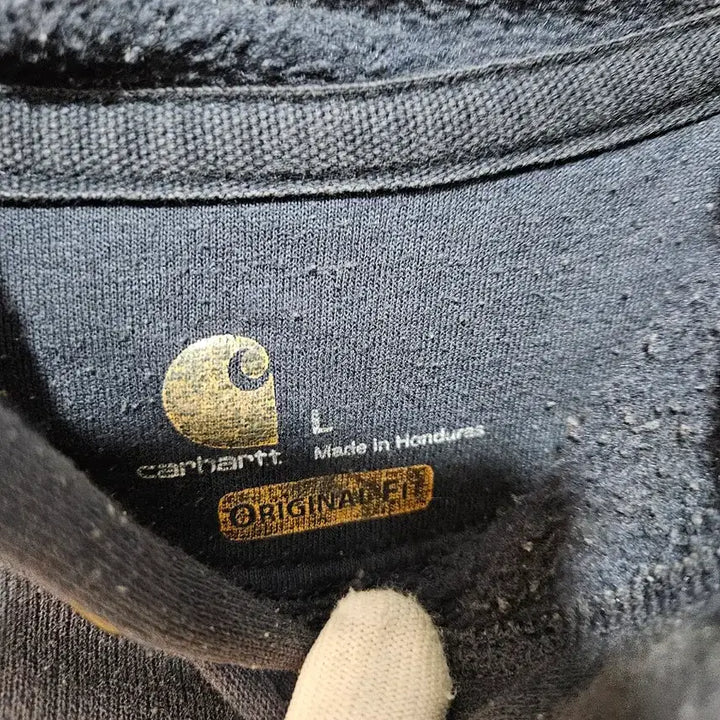 L
Made in Honduras
carhartt
ORIGINAL FIT